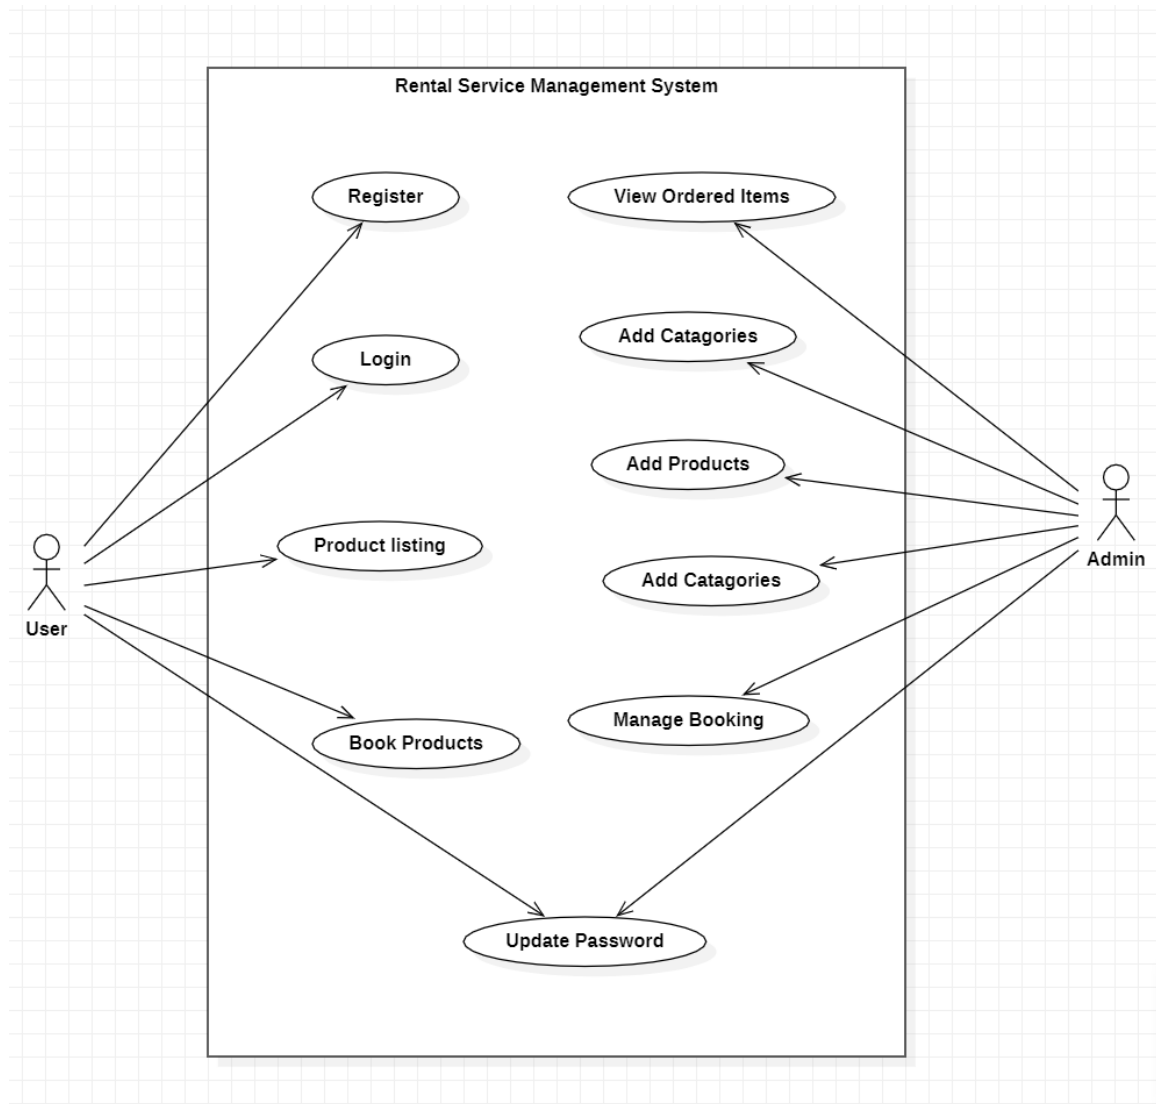 Rental Service Management System
Register
View Ordered Items
Add Catagories
Login
Add Products
Product listing
Add Catagories
User
Admin
Book Products
Manage Booking
Update Password